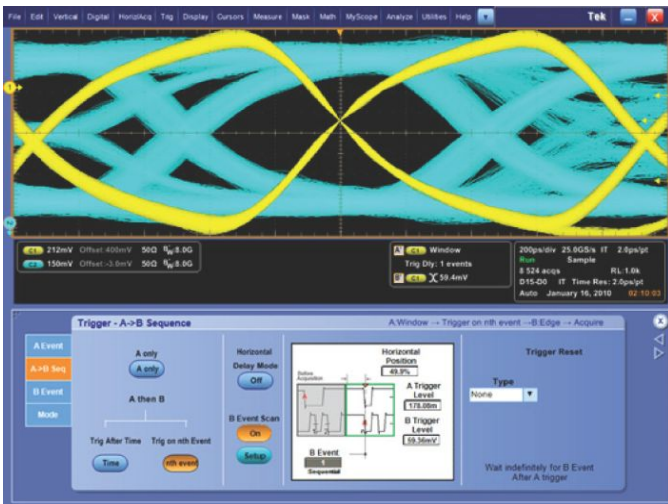 File Edit Vertical Digital Horiz/Acq Trig Display Cursors Measure Mask Math MyScope Analyze Utilities Help Tek X
1
C1 212mV Offset:400mV 50Ω BW:8.0G
C2 150mV Offset:-3.0mV 50Ω BW:8.0G
A' C1 Window
Trig Dly: 1 events
B' C1 59.4mV
200ps/div 25.0GS/s IT 2.0ps/pt
Run Sample
8 524 acqs RL:1.0k
D15-D0 IT Time Res: 2.0ps/pt
Auto January 16, 2010 02:10:03
Trigger - A->B Sequence A:Window → Trigger on nth event →B:Edge → Acquire
X
A Event
A->B Seq
B Event
Mode
A only
A only
A then B
Trig After Time Trig on nth Event
Time nth event
Horizontal
Delay Mode
Off
B Event Scan
On
Setup
Horizontal
Position
49.9%
A Trigger
Level
178.08m
B Trigger
Level
59.36mV
Acquisition
A
B Event
1
Sequential
Trigger Reset
Type
None
Wait indefinitely for B Event
After A trigger